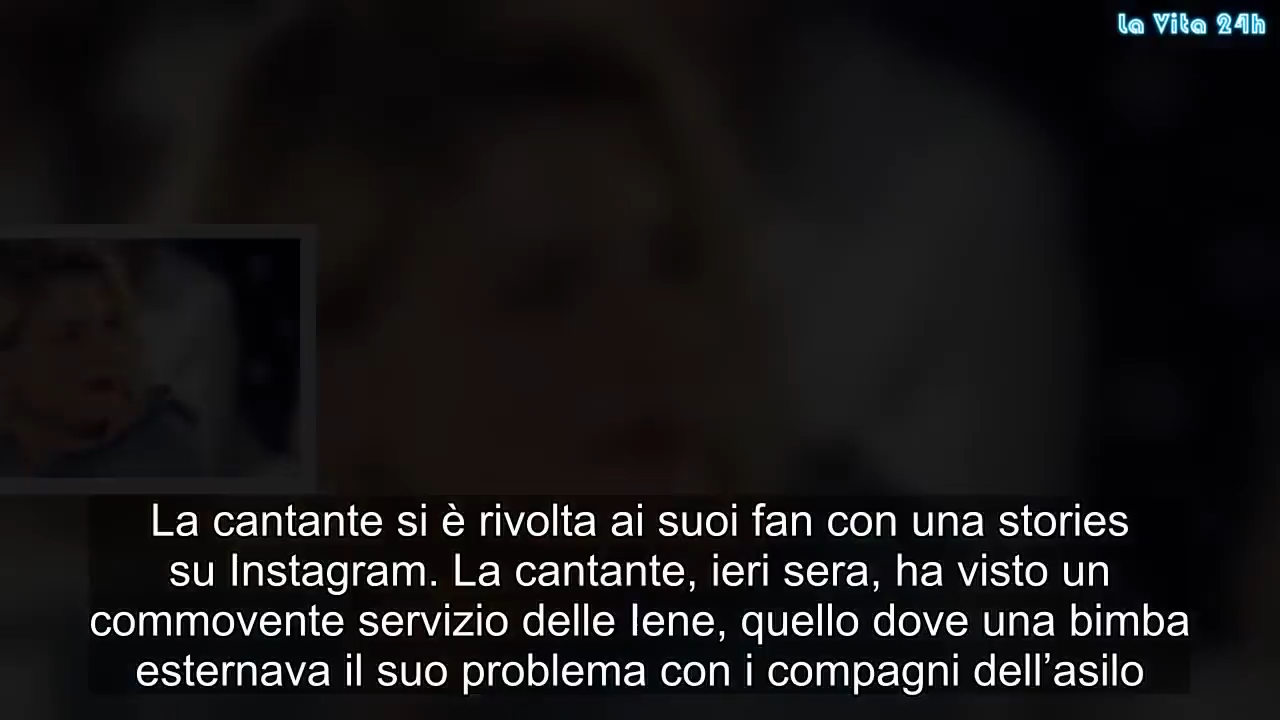 La Vita 24h
La cantante si è rivolta ai suoi fan con una stories
su Instagram. La cantante, ieri sera, ha visto un
commovente servizio delle Iene, quello dove una bimba
esternava il suo problema con i compagni dell’asilo